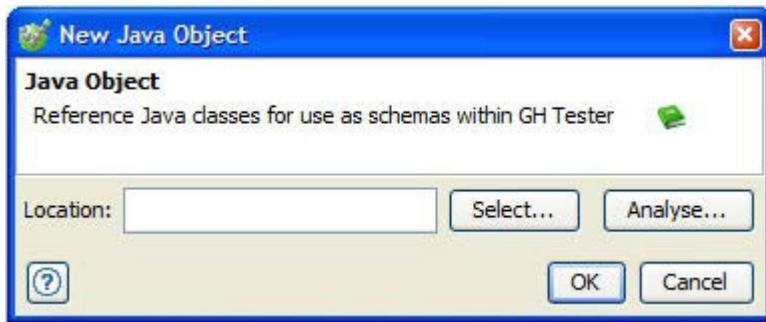 New Java Object
Java Object
Reference Java classes for use as schemas within GH Tester
Location: Select... Analyse...
? OK Cancel